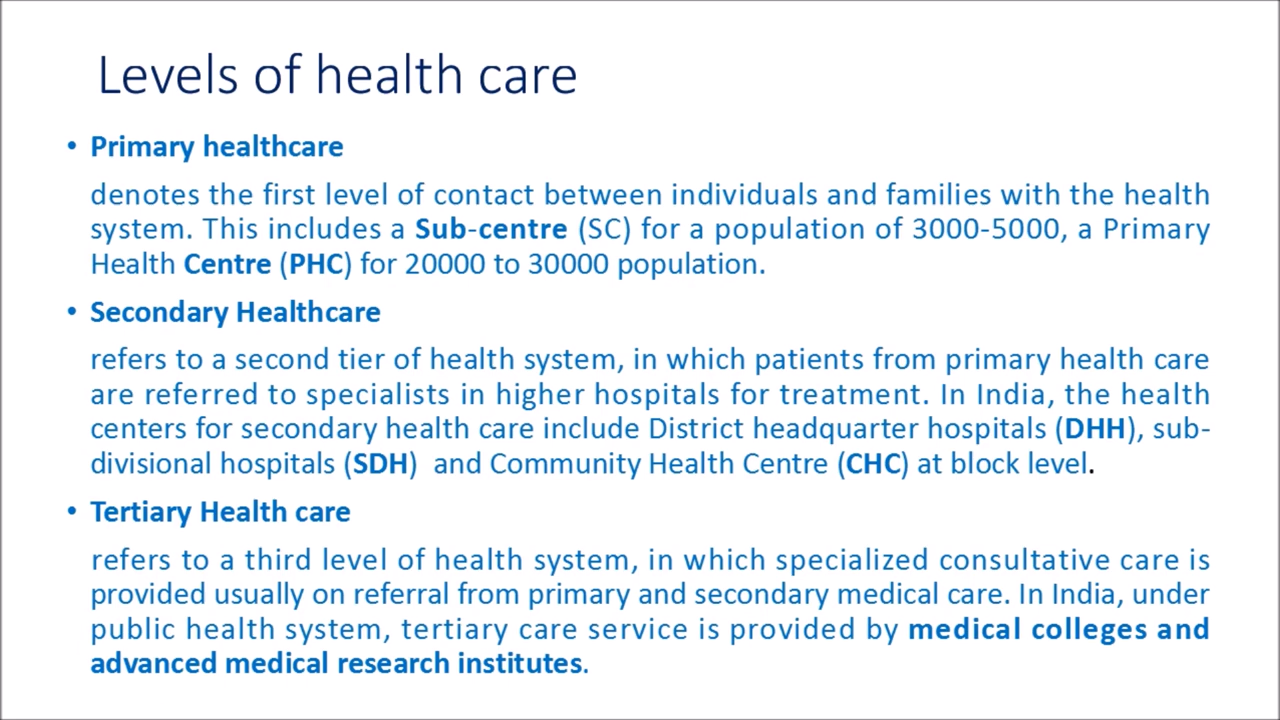 Levels of health care
• Primary healthcare
denotes the first level of contact between individuals and families with the health
system. This includes a Sub-centre (SC) for a population of 3000-5000, a Primary
Health Centre (PHC) for 20000 to 30000 population.
• Secondary Healthcare
refers to a second tier of health system, in which patients from primary health care
are referred to specialists in higher hospitals for treatment. In India, the health
centers for secondary health care include District headquarter hospitals (DHH), sub-
divisional hospitals (SDH) and Community Health Centre (CHC) at block level.
• Tertiary Health care
refers to a third level of health system, in which specialized consultative care is
provided usually on referral from primary and secondary medical care. In India, under
public health system, tertiary care service is provided by medical colleges and
advanced medical research institutes.